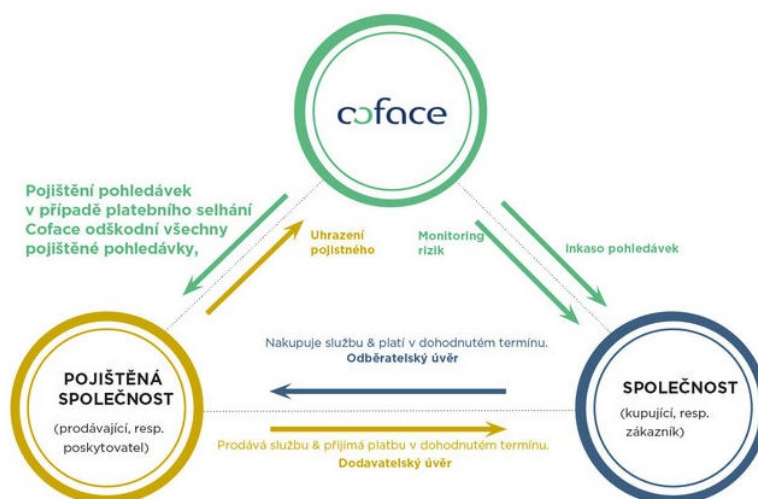 coface
Pojištění pohledávek
v případě platebního selhání
Coface odškodní všechny
pojištěné pohledávky,
Uhrazení
pojistného
Monitoring
rizik
Inkaso pohledávek
Nakupuje službu & platí v dohodnutém termínu.
Odběratelský úvěr
POJIŠTĚNÁ
SPOLEČNOST
(prodávající, resp.
poskytovatel)
SPOLEČNOST
(kupující, resp.
zákazník)
Prodává službu & přijímá platbu v dohodnutém termínu.
Dodavatelský úvěr